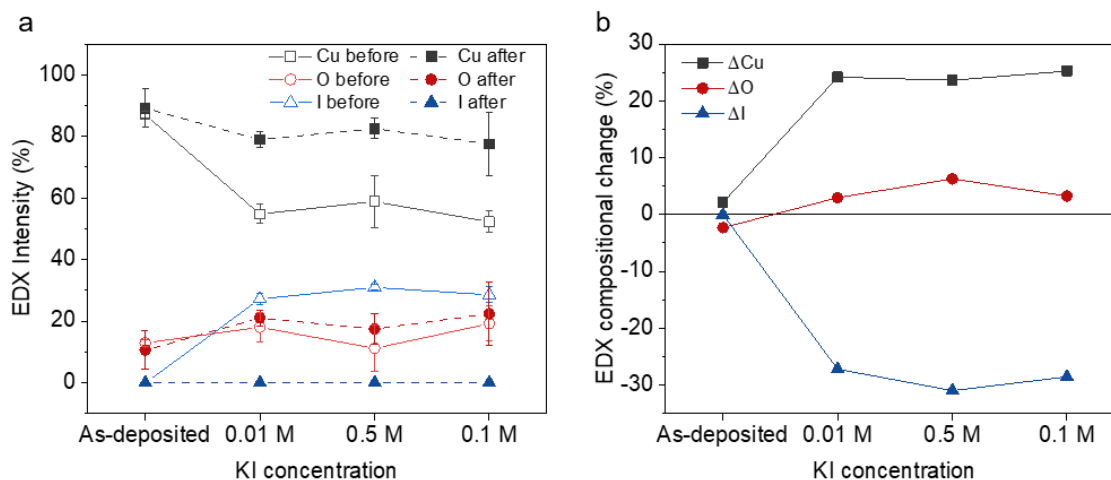 a
100
80
60
40
20
0
EDX Intensity (%)
Cu before
Cu after
O before
O after
I before
I after
As-deposited 0.01 M 0.5 M 0.1 M
KI concentration
b
30
20
10
0
-10
-20
-30
EDX compositional change (%)
ΔCu
ΔO
ΔI
As-deposited 0.01 M 0.5 M 0.1 M
KI concentration